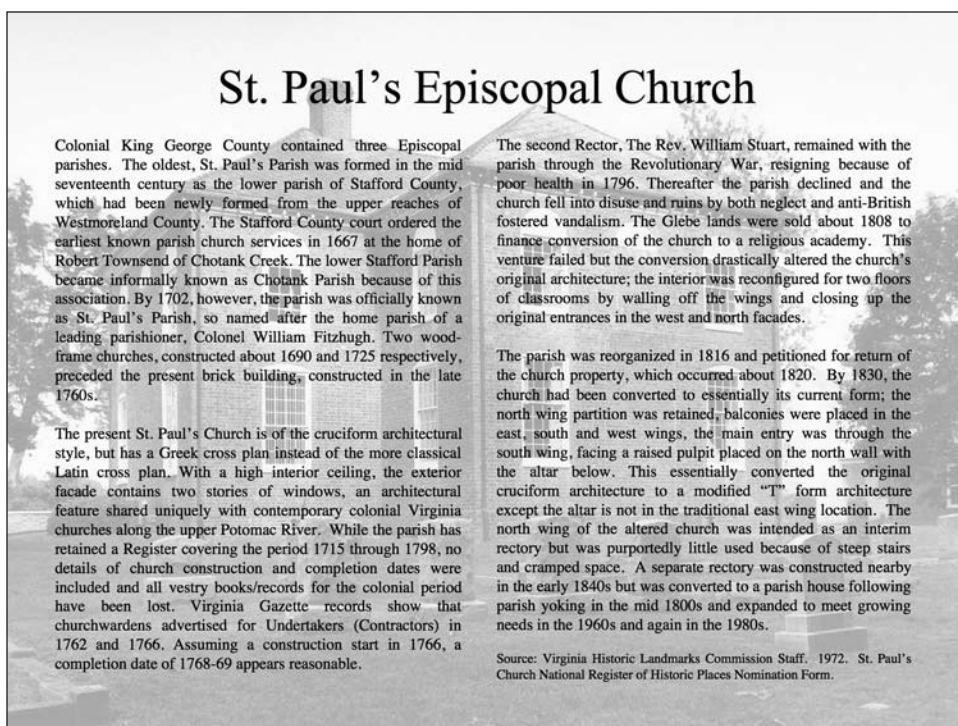 St. Paul's Episcopal Church
Colonial King George County contained three Episcopal
parishes. The oldest, St. Paul's Parish was formed in the mid
seventeenth century as the lower parish of Stafford County,
which had been newly formed from the upper reaches of
Westmoreland County. The Stafford County court ordered the
earliest known parish church services in 1667 at the home of
Robert Townsend of Chotank Creek. The lower Stafford Parish
became informally known as Chotank Parish because of this
association. By 1702, however, the parish was officially known
as St. Paul's Parish, so named after the home parish of a
leading parishioner, Colonel William Fitzhugh. Two wood-
frame churches, constructed about 1690 and 1725 respectively,
preceded the present brick building, constructed in the late
1760s.
The present St. Paul's Church is of the cruciform architectural
style, but has a Greek cross plan instead of the more classical
Latin cross plan. With a high interior ceiling, the exterior
facade contains two stories of windows, an architectural
feature shared uniquely with contemporary colonial Virginia
churches along the upper Potomac River. While the parish has
retained a Register covering the period 1715 through 1798, no
details of church construction and completion dates were
included and all vestry books/records for the colonial period
have been lost. Virginia Gazette records show that
churchwardens advertised for Undertakers (Contractors) in
1762 and 1766. Assuming a construction start in 1766, a
completion date of 1768-69 appears reasonable.
The second Rector, The Rev. William Stuart, remained with the
parish through the Revolutionary War, resigning because of
poor health in 1796. Thereafter the parish declined and the
church fell into disuse and ruins by both neglect and anti-British
fostered vandalism. The Glebe lands were sold about 1808 to
finance conversion of the church to a religious academy. This
venture failed but the conversion drastically altered the church's
original architecture; the interior was reconfigured for two floors
of classrooms by walling off the wings and closing up the
original entrances in the west and north facades.
The parish was reorganized in 1816 and petitioned for return of
the church property, which occurred about 1820. By 1830, the
church had been converted to essentially its current form; the
north wing partition was retained, balconies were placed in the
east, south and west wings, the main entry was through the
south wing, facing a raised pulpit placed on the north wall with
the altar below. This essentially converted the original
cruciform architecture to a modified “T” form architecture
except the altar is not in the traditional east wing location. The
north wing of the altered church was intended as an interim
rectory but was purportedly little used because of steep stairs
and cramped space. A separate rectory was constructed nearby
in the early 1840s but was converted to a parish house following
parish yoking in the mid 1800s and expanded to meet growing
needs in the 1960s and again in the 1980s.
Source: Virginia Historic Landmarks Commission Staff. 1972. St. Paul's
Church National Register of Historic Places Nomination Form.